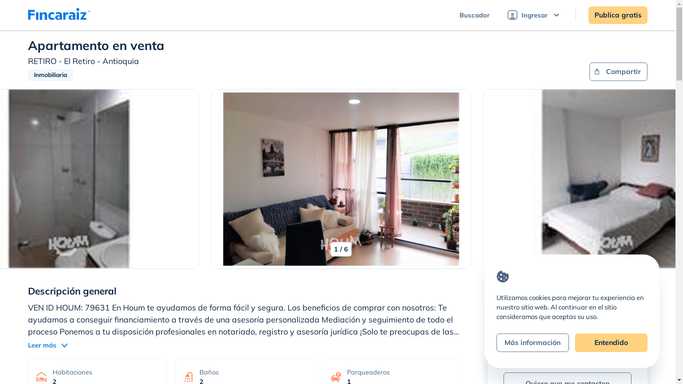 Fincaraiz
Buscador
Ingresar
Publica gratis
Apartamento en venta
RETIRO - El Retiro - Antioquia
Inmobiliaria
Compartir
HOUM
HOUM
HOUM
1 / 6
Descripción general
VEN ID HOUM: 79631 En Houm te ayudamos de forma fácil y segura. Los beneficios de comprar con nosotros: Te
ayudamos a conseguir financiamiento a través de una asesoría personalizada Mediación y seguimiento de todo el
proceso Ponemos a tu disposición profesionales en notariado, registro y asesoría jurídica ¡Solo te preocupas de las...
Leer más
Habitaciones
2
Baños
2
Parqueaderos
1
Utilizamos cookies para mejorar tu experiencia en
nuestro sitio web. Al continuar en el sitio
consideramos que aceptas su uso.
Más información
Entendido
Quiero que me contacten